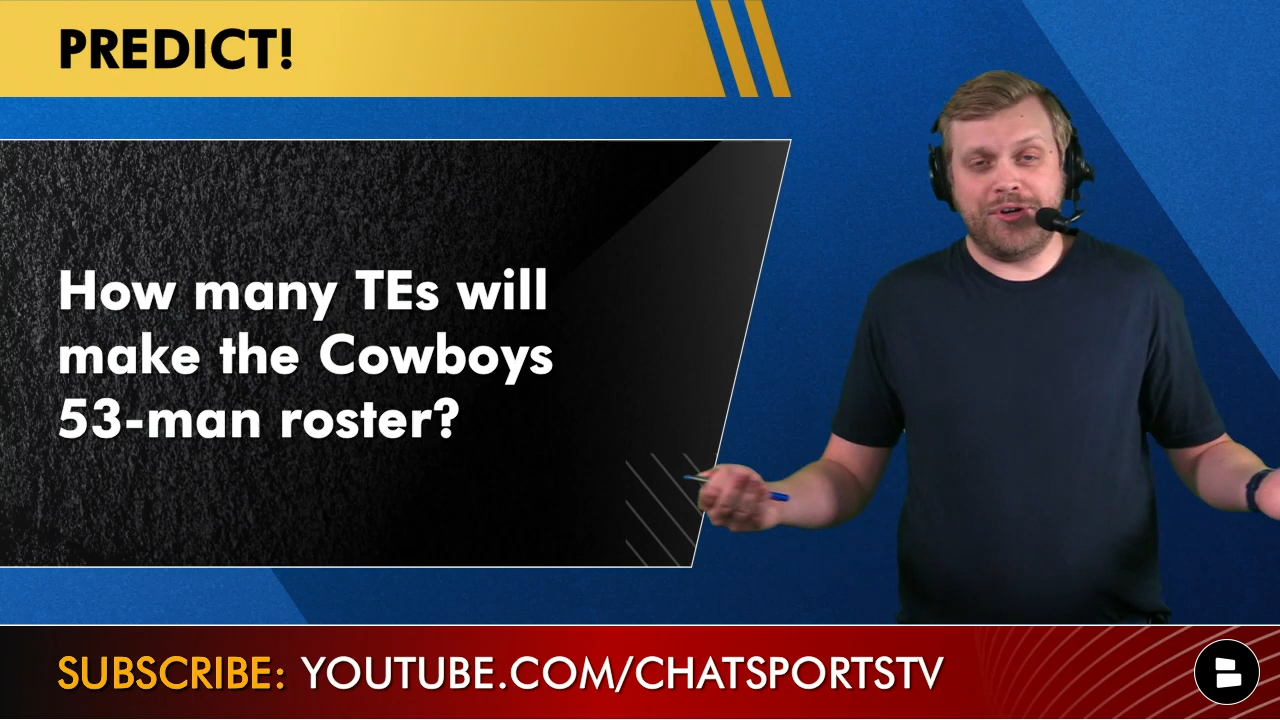 PREDICT!
How many TEs will
make the Cowboys
53-man roster?
SUBSCRIBE: YOUTUBE.COM/CHATSPORTSTV